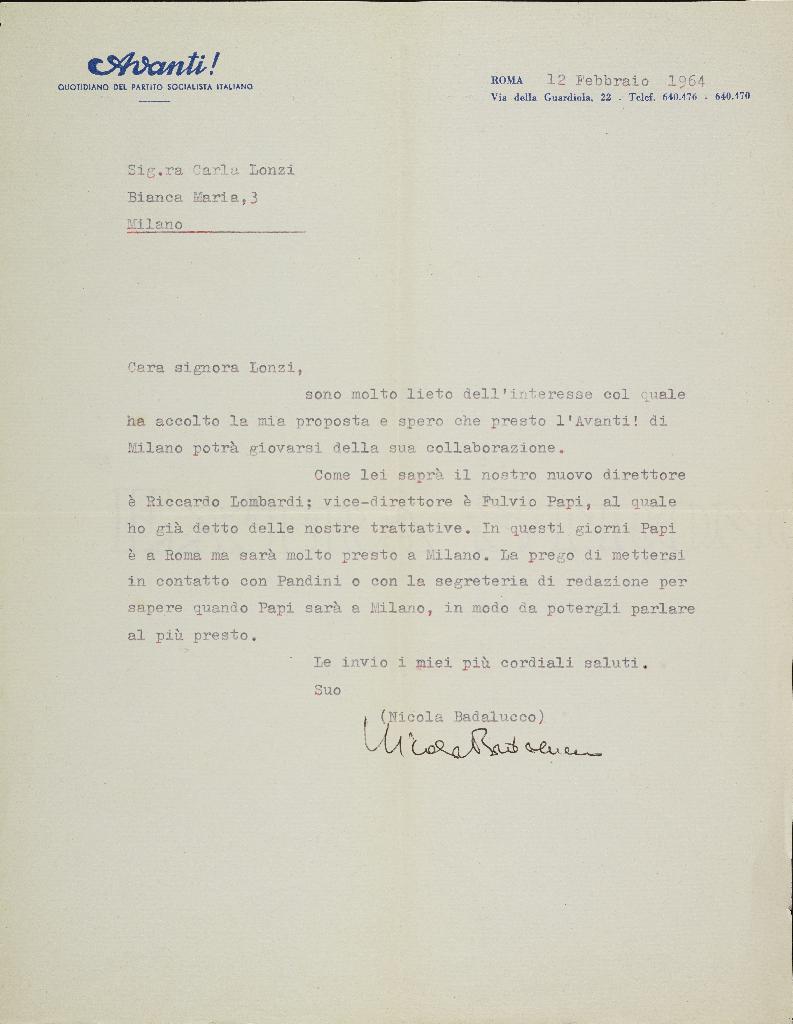 Avanti!
QUOTIDIANO DEL PARTITO SOCIALISTA ITALIANO
ROMA 12 Febbraio 1964
Via della Guardiola, 22 - Telef. 640.476 - 640.470
Sig.ra Carla Lonzi
Bianca Maria,3
Milano
Cara signora Lonzi,
sono molto lieto dell'interesse col quale
ha accolto la mia proposta e spero che presto l'Avanti! di
Milano potrà giovarsi della sua collaborazione.
Come lei saprà il nostro nuovo direttore
è Riccardo Lombardi; vice-direttore è Fulvio Papi, al quale
ho già detto delle nostre trattative. In questi giorni Papi
è a Roma ma sarà molto presto a Milano. La prego di mettersi
in contatto con Pandini o con la segreteria di redazione per
sapere quando Papi sarà a Milano, in modo da potergli parlare
al più presto.
Le invio i miei più cordiali saluti.
Suo
(Nicola Badalucco)
Nicola Badalucco